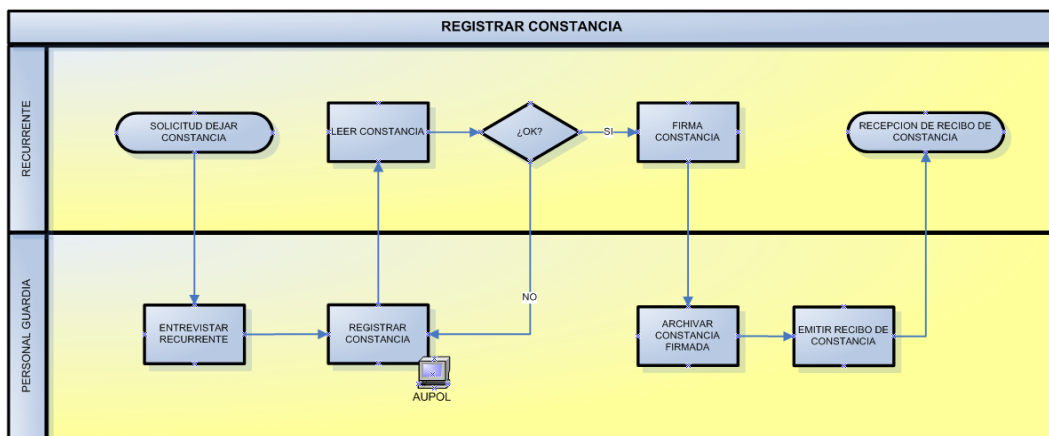 REGISTRAR CONSTANCIA
RECURRENTE
SOLICITUD DEJAR
CONSTANCIA
LEER CONSTANCIA
¿OK?
SI
FIRMA
CONSTANCIA
RECEPCION DE RECIBO DE
CONSTANCIA
NO
PERSONAL GUARDIA
ENTREVISTAR
RECURRENTE
REGISTRAR
CONSTANCIA
AUPOL
ARCHIVAR
CONSTANCIA
FIRMADA
EMITIR RECIBO DE
CONSTANCIA